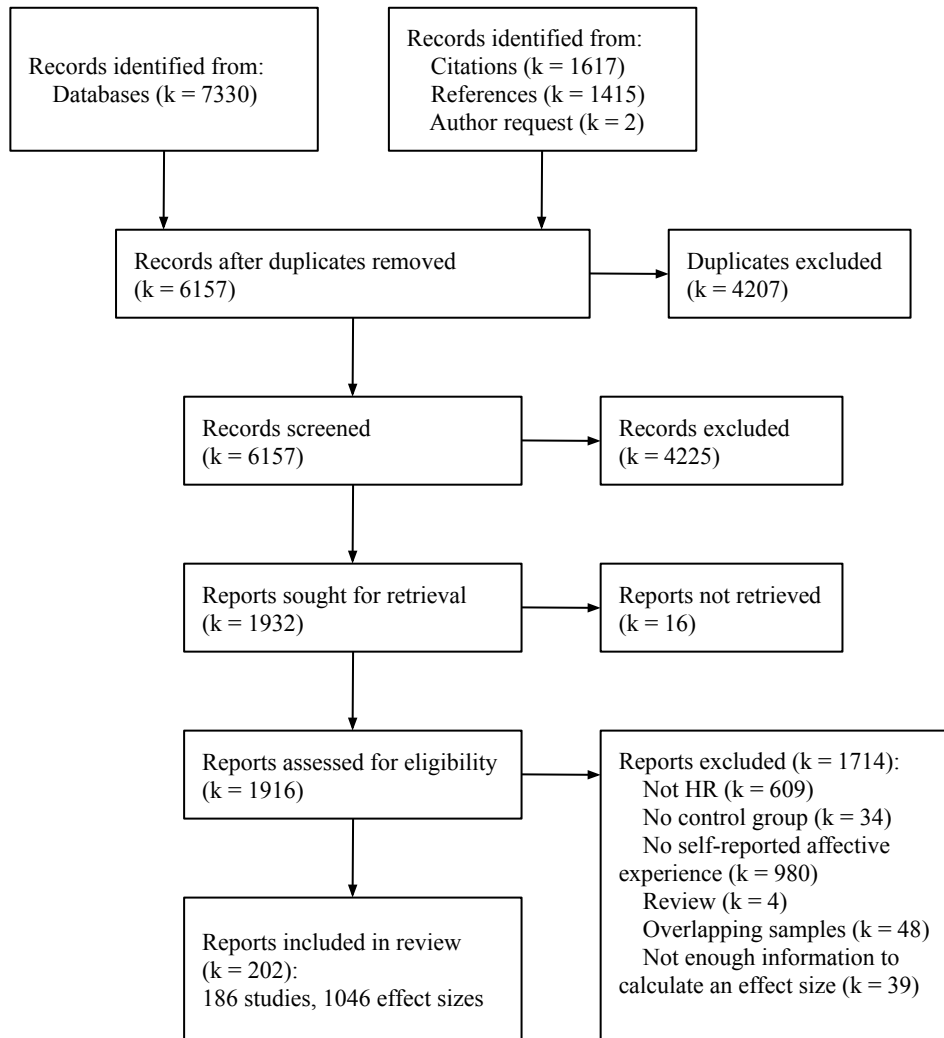 Records identified from:
Databases (k = 7330)
Records identified from:
Citations (k = 1617)
References (k = 1415)
Author request (k = 2)
Records after duplicates removed
(k = 6157)
Duplicates excluded
(k = 4207)
Records screened
(k = 6157)
Records excluded
(k = 4225)
Reports sought for retrieval
(k = 1932)
Reports not retrieved
(k = 16)
Reports assessed for eligibility
(k = 1916)
Reports excluded (k = 1714):
Not HR (k = 609)
No control group (k = 34)
No self-reported affective
experience (k = 980)
Review (k = 4)
Overlapping samples (k = 48)
Not enough information to
calculate an effect size (k = 39)
Reports included in review
(k = 202):
186 studies, 1046 effect sizes